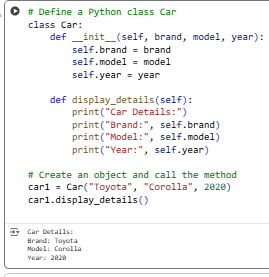 # Define a Python class Car
class Car:
    def __init__(self, brand, model, year):
        self.brand = brand
        self.model = model
        self.year = year

    def display_details(self):
        print("Car Details:")
        print("Brand:", self.brand)
        print("Model:", self.model)
        print("Year:", self.year)

# Create an object and call the method
car1 = Car("Toyota", "Corolla", 2020)
car1.display_details()

Car Details:
Brand: Toyota
Model: Corolla
Year: 2020